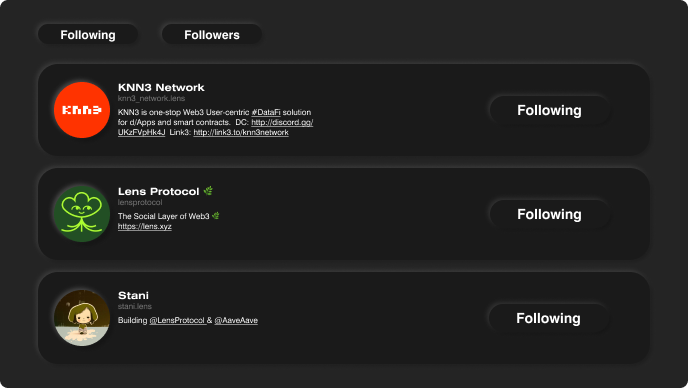 Following
Followers
KNN3
KNN3 Network
knn3_network.lens
KNN3 is one-stop Web3 User-centric #DataFi solution
for d/Apps and smart contracts. DC: http://discord.gg/
UKzFVpHk4J Link3: http://link3.to/knn3network
Following
Lens Protocol 🌿
lensprotocol
The Social Layer of Web3 🌿
https://lens.xyz
Following
Stani
stani.lens
Building @LensProtocol & @AaveAave
Following